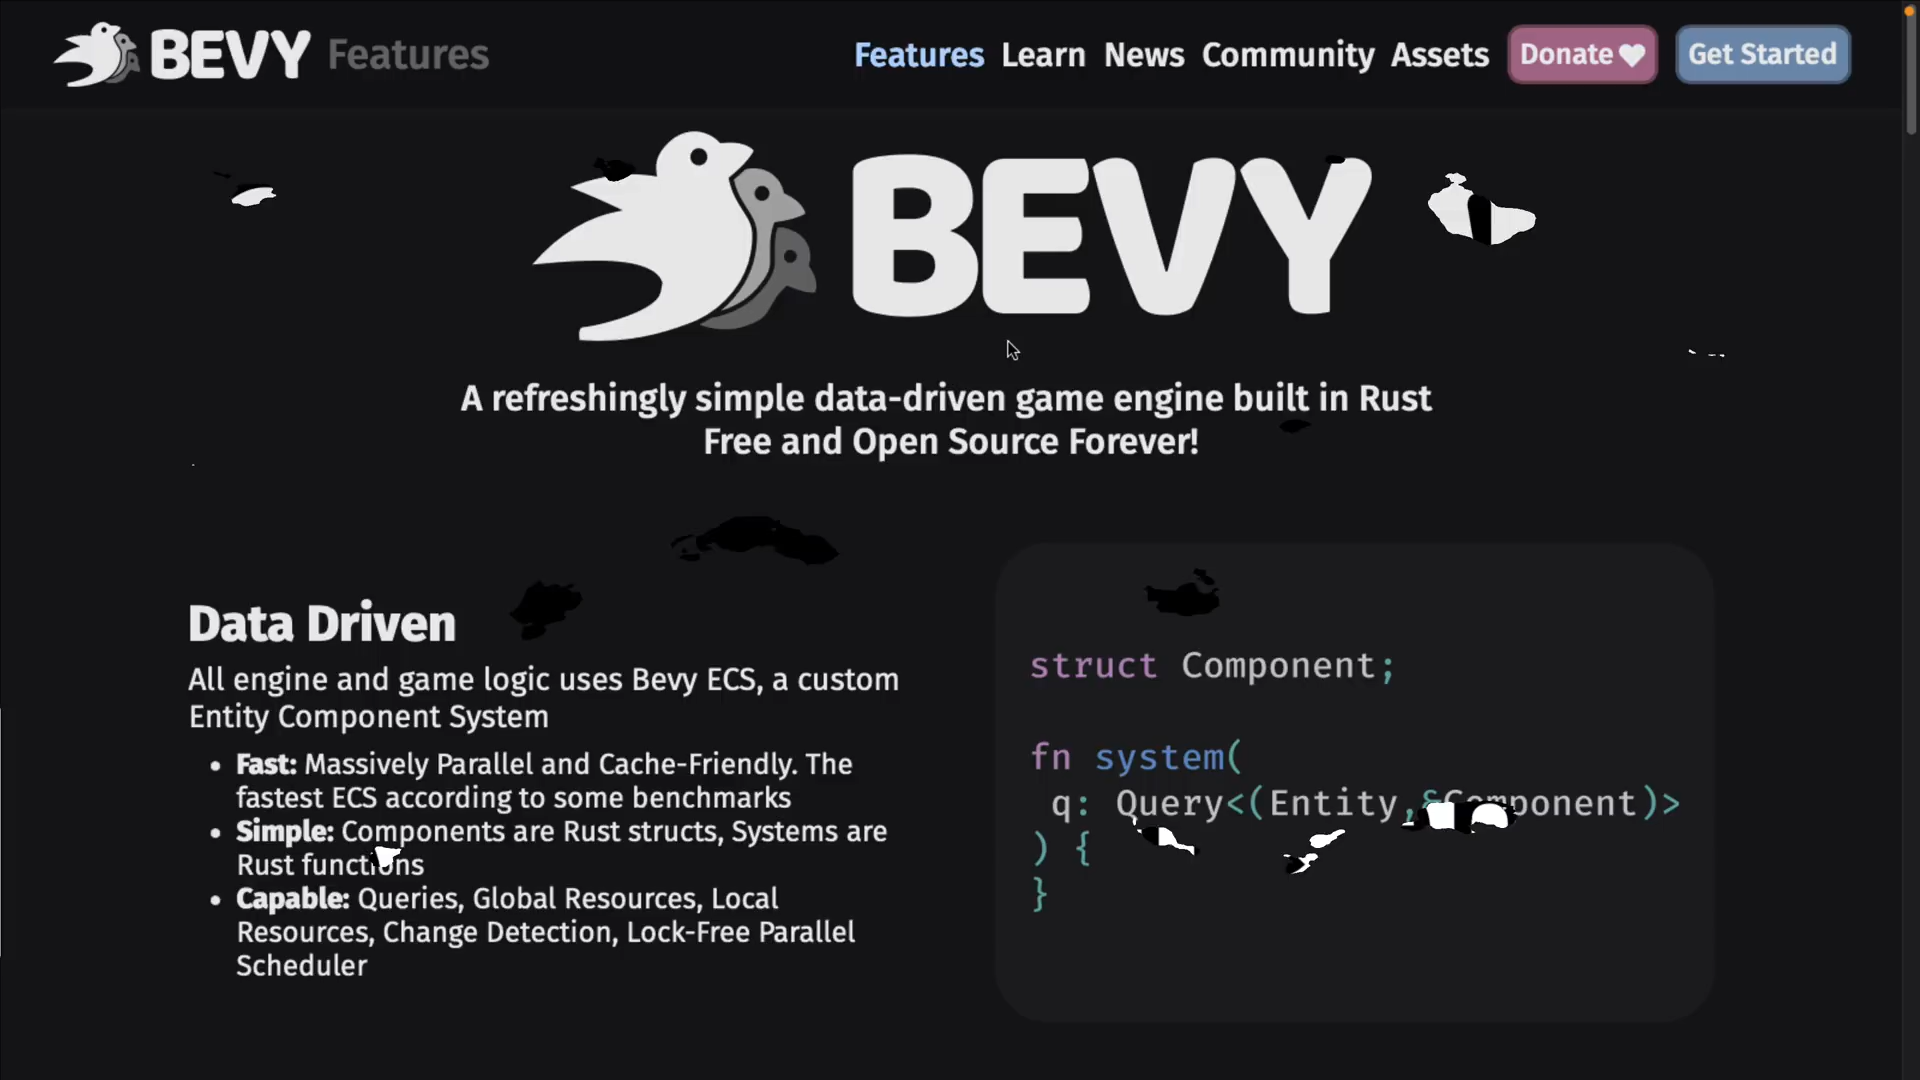 BEVY Features Features Learn News Community Assets Donate Get Started
BEVY
A refreshingly simple data-driven game engine built in Rust
Free and Open Source Forever!
Data Driven
All engine and game logic uses Bevy ECS, a custom
Entity Component System
Fast: Massively Parallel and Cache-Friendly. The
fastest ECS according to some benchmarks
Simple: Components are Rust structs, Systems are
Rust functions
Capable: Queries, Global Resources, Local
Resources, Change Detection, Lock-Free Parallel
Scheduler
struct Component;
fn system(
q: Query<(Entity,&Component)>
) {
}